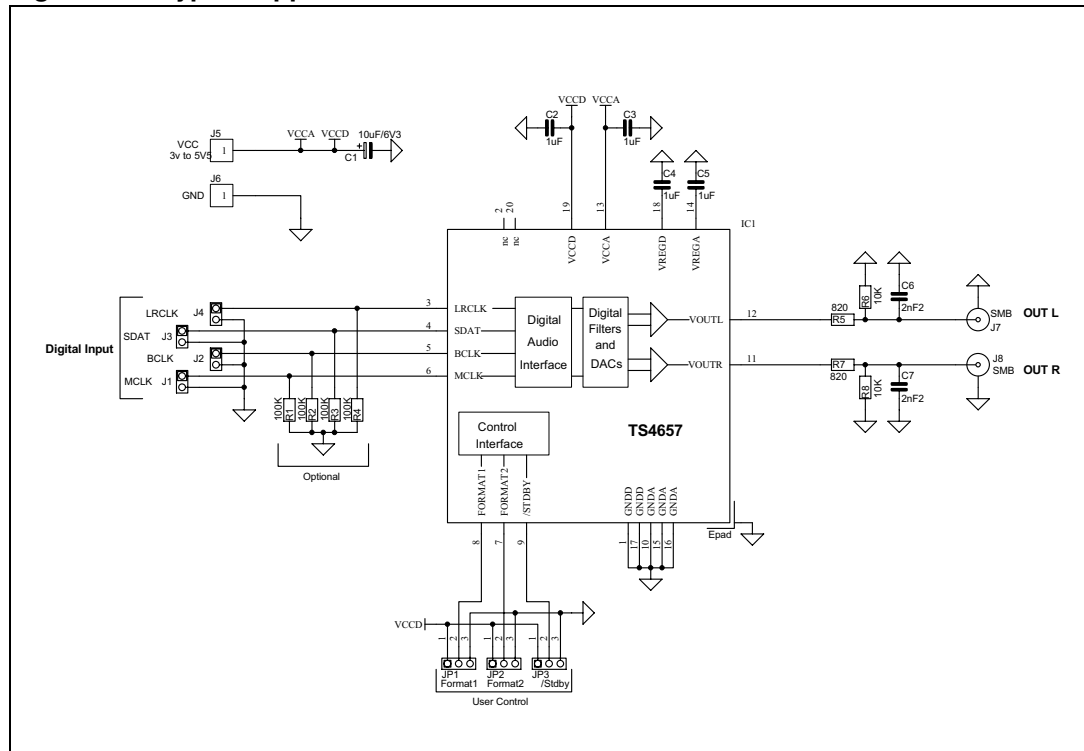 VCC
3v to 5V5
J5
1
VCCA
VCCD
10uF/6V3
+
C1
GND
J6
1
VCCD
VCCA
C2
1uF
C3
1uF
C4
1uF
C5
1uF
2
20
19
13
18
14
IC1
nc
nc
VCCD
VCCA
VREGD
VREGA
Digital Input
LRCLK
J4
SDAT
J3
BCLK
J2
MCLK
J1
3
4
5
6
LRCLK
SDAT
BCLK
MCLK
100K
R1
100K
R2
100K
R3
100K
R4
Optional
Digital
Audio
Interface
Digital
Filters
and
DACs
VOUTL
VOUTR
12
11
820
R5
R6
10K
C6
2nF2
SMB
J7
OUT L
R7
820
R8
10K
C7
2nF2
J8
SMB
OUT R
Control
Interface
TS4657
FORMAT1
FORMAT2
/STDBY
GNDD
GNDD
GNDA
GNDA
GNDA
8
7
9
1
17
10
15
16
Epad
VCCD
1
2
3
1
2
3
1
2
3
JP1
Format1
JP2
Format2
JP3
/Stdby
User Control